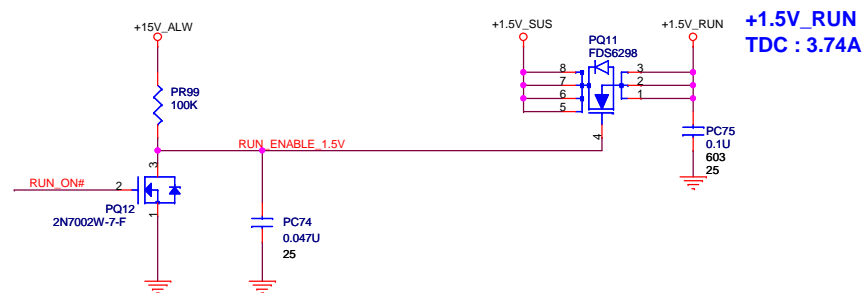 +15V_ALW
+1.5V_SUS
+1.5V_RUN
+1.5V_RUN
TDC : 3.74A
PQ11
FDS6298
8
7
6
5
3
2
1
4
PR99
100K
RUN_ENABLE_1.5V
PC75
0.1U
603
25
3
RUN_ON#
2
1
PQ12
2N7002W-7-F
PC74
0.047U
25